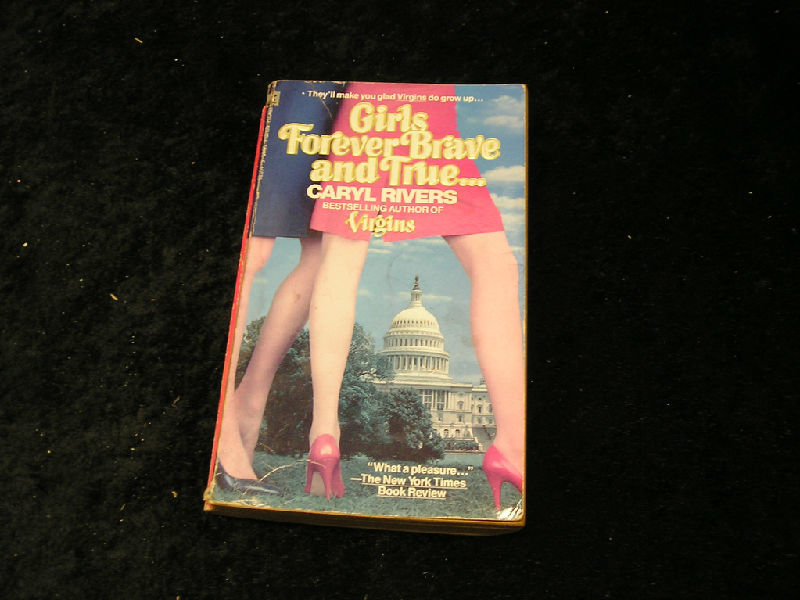 • They'll make you glad Virgins do grow up...
Girls
Forever Brave
and True...
CARYL RIVERS
BESTSELLING AUTHOR OF
Virgins
"What a pleasure..."
—The New York Times
Book Review